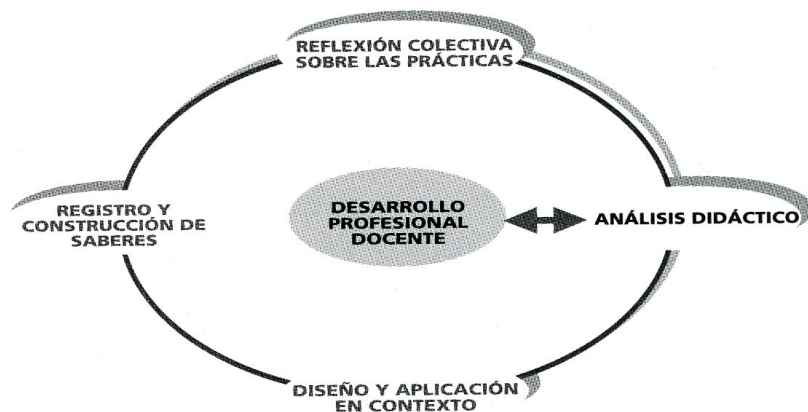 REFLEXIÓN COLECTIVA
SOBRE LAS PRÁCTICAS
REGISTRO Y
CONSTRUCCIÓN DE
SABERES
DESARROLLO
PROFESIONAL
DOCENTE
ANÁLISIS DIDÁCTICO
DISEÑO Y APLICACIÓN
EN CONTEXTO